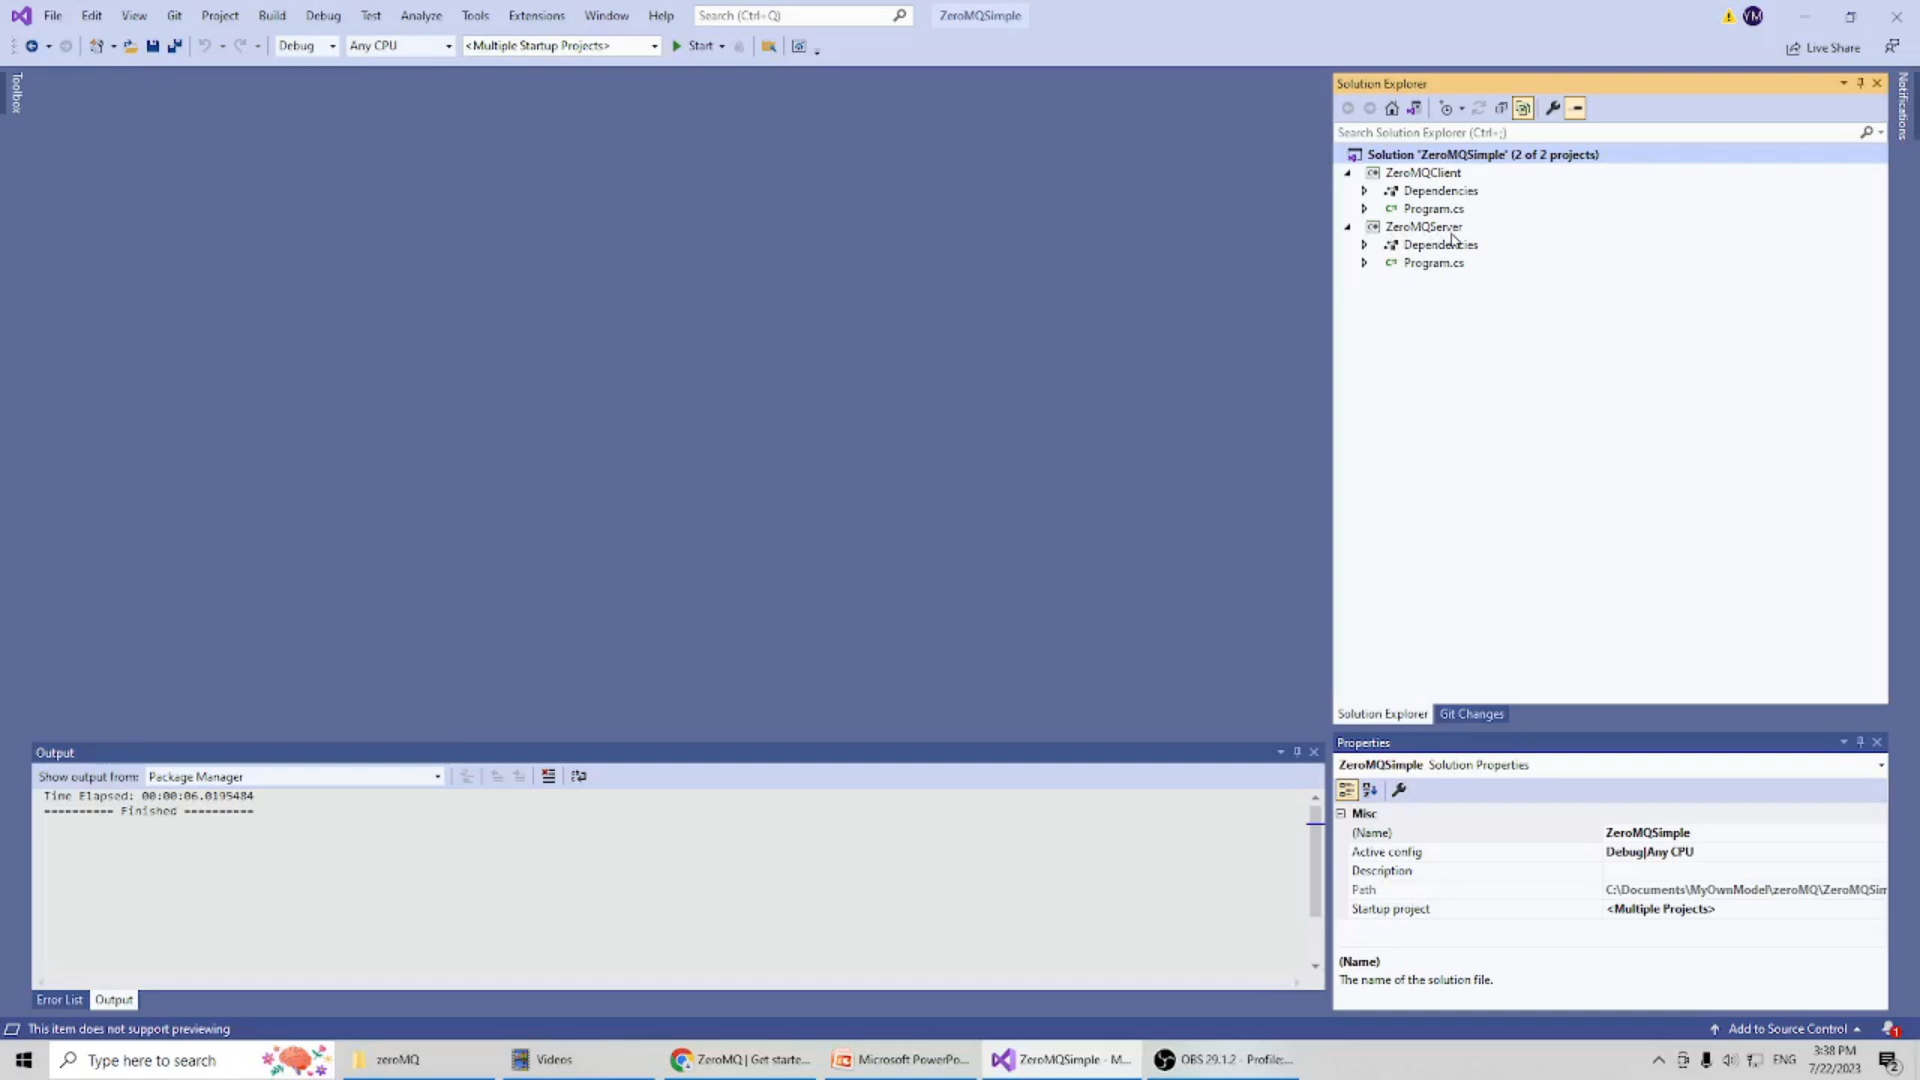 File Edit View Git Project Build Debug Test Analyze Tools Extensions Window Help Search (Ctrl+Q) ZeroMQSimple YM
Debug Any CPU <Multiple Startup Projects> Start Live Share
Toolbox
Notifications
Solution Explorer
Search Solution Explorer (Ctrl+;)
Solution 'ZeroMQSimple' (2 of 2 projects)
ZeroMQClient
Dependencies
Program.cs
ZeroMQServer
Dependencies
Program.cs
Solution Explorer Git Changes
Output
Show output from: Package Manager
Time Elapsed: 00:00:06.0195484
========== Finished ==========
Error List Output
Properties
ZeroMQSimple Solution Properties
Misc
(Name) ZeroMQSimple
Active config Debug|Any CPU
Description
Path C:\Documents\MyOwnModel\zeroMQ\ZeroMQSim
Startup project <Multiple Projects>
(Name)
The name of the solution file.
This item does not support previewing Add to Source Control 1
Type here to search zeroMQ Videos ZeroMQ | Get starte... Microsoft PowerPo... ZeroMQSimple - M... OBS 29.1.2 - Profile:... ENG 3:38 PM
7/22/2023 2